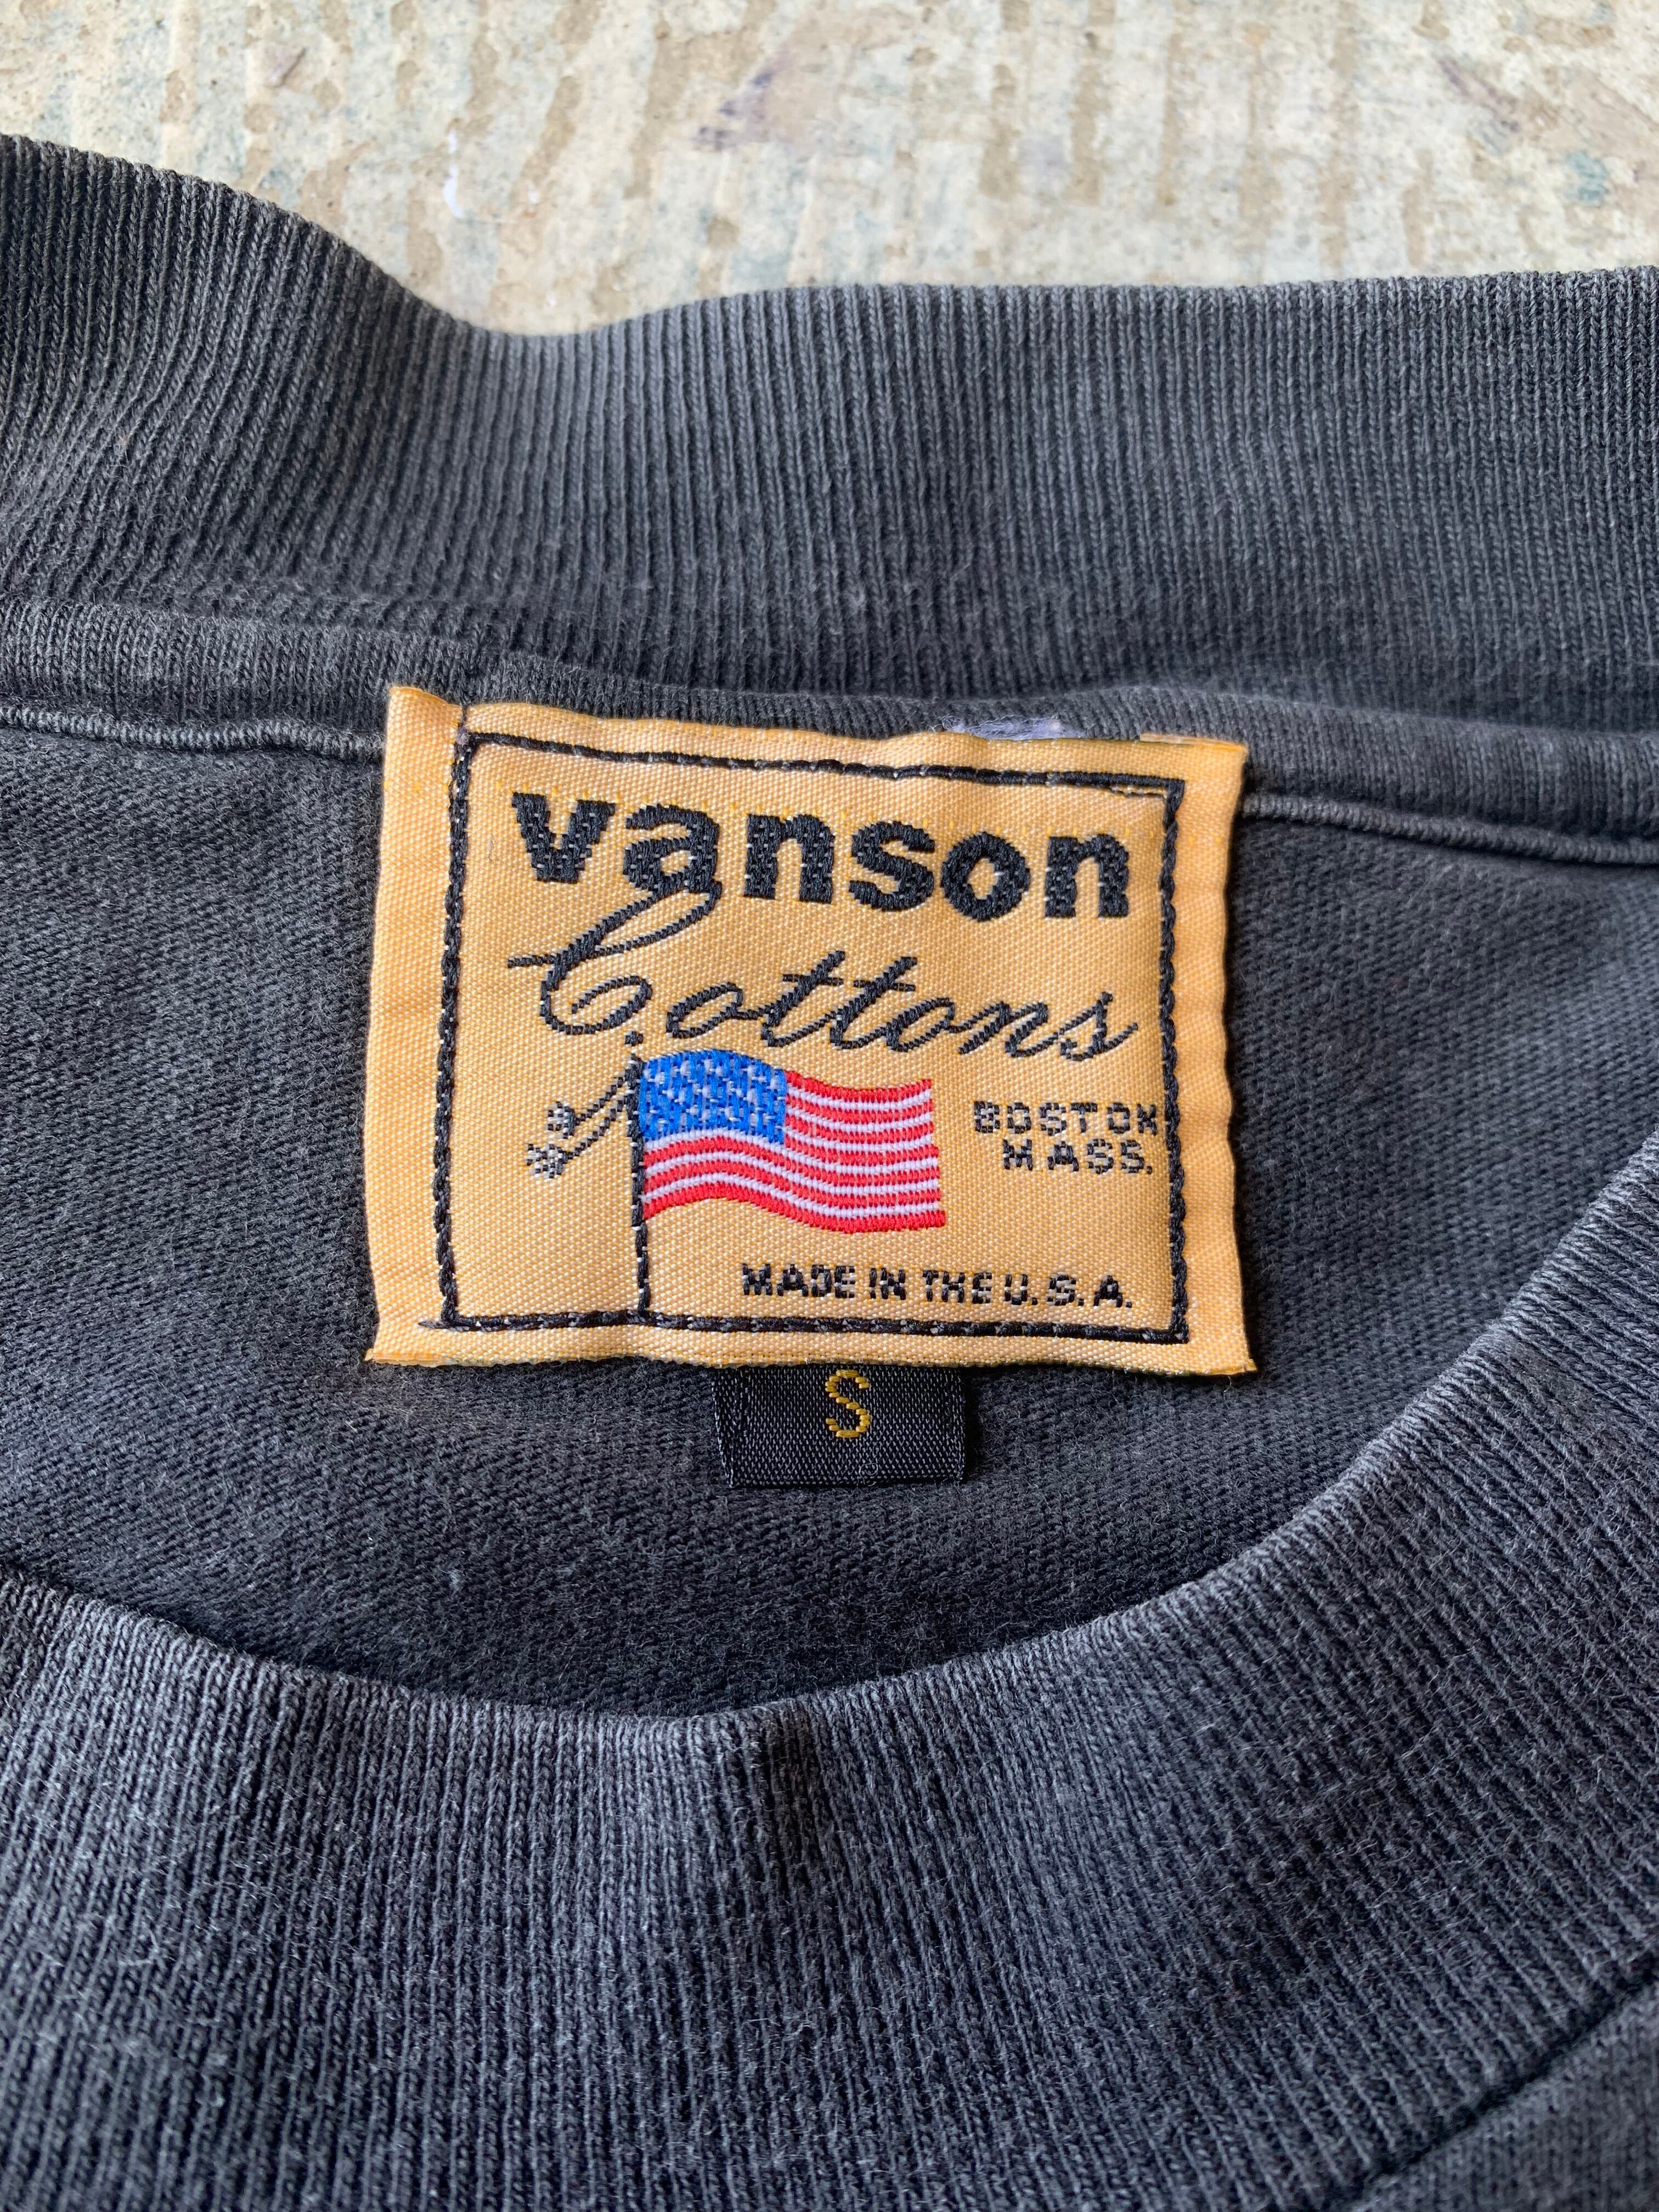 vanson
Cottons
BOSTON
MASS.
MADE IN THE U.S.A.
S